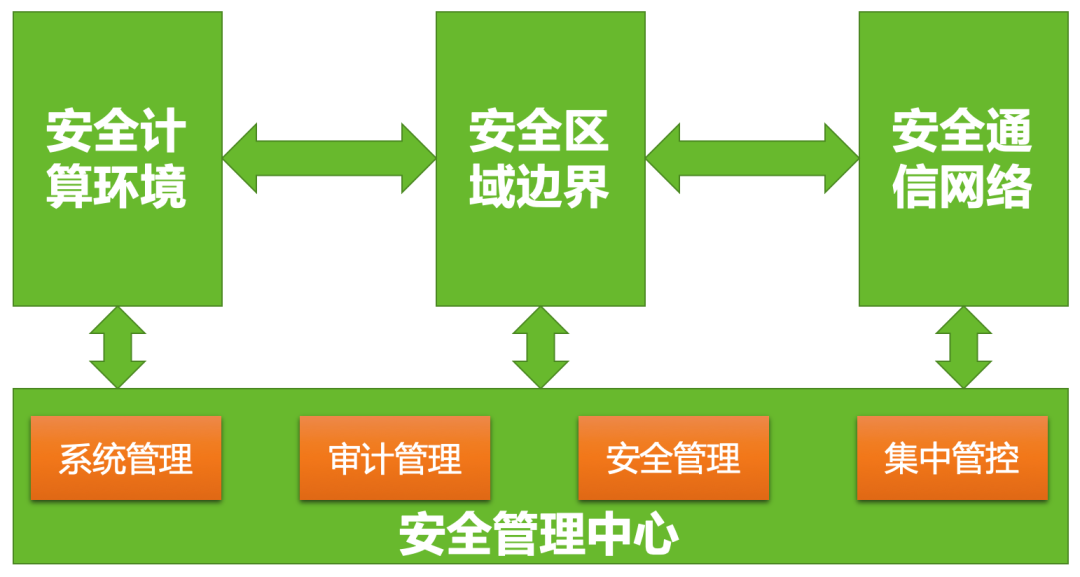 安全计
算环境
安全区
域边界
安全通
信网络
系统管理
审计管理
安全管理
集中管控
安全管理中心